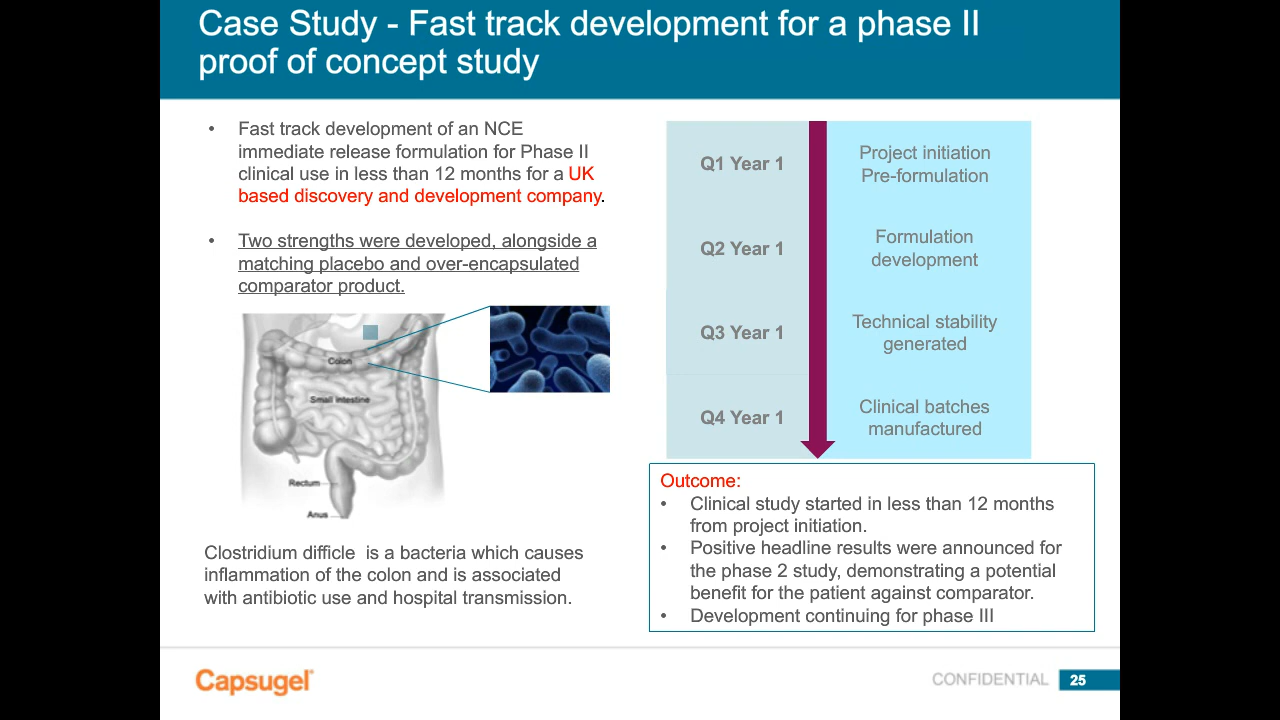 Case Study - Fast track development for a phase II
proof of concept study
• Fast track development of an NCE
immediate release formulation for Phase II
clinical use in less than 12 months for a UK
based discovery and development company.
• Two strengths were developed, alongside a
matching placebo and over-encapsulated
comparator product.
Colon
Small intestine
Rectum
Anus
Clostridium difficle is a bacteria which causes
inflammation of the colon and is associated
with antibiotic use and hospital transmission.
Q1 Year 1
Project initiation
Pre-formulation
Q2 Year 1
Formulation
development
Q3 Year 1
Technical stability
generated
Q4 Year 1
Clinical batches
manufactured
Outcome:
• Clinical study started in less than 12 months
from project initiation.
• Positive headline results were announced for
the phase 2 study, demonstrating a potential
benefit for the patient against comparator.
• Development continuing for phase III
Capsugel®
CONFIDENTIAL 25